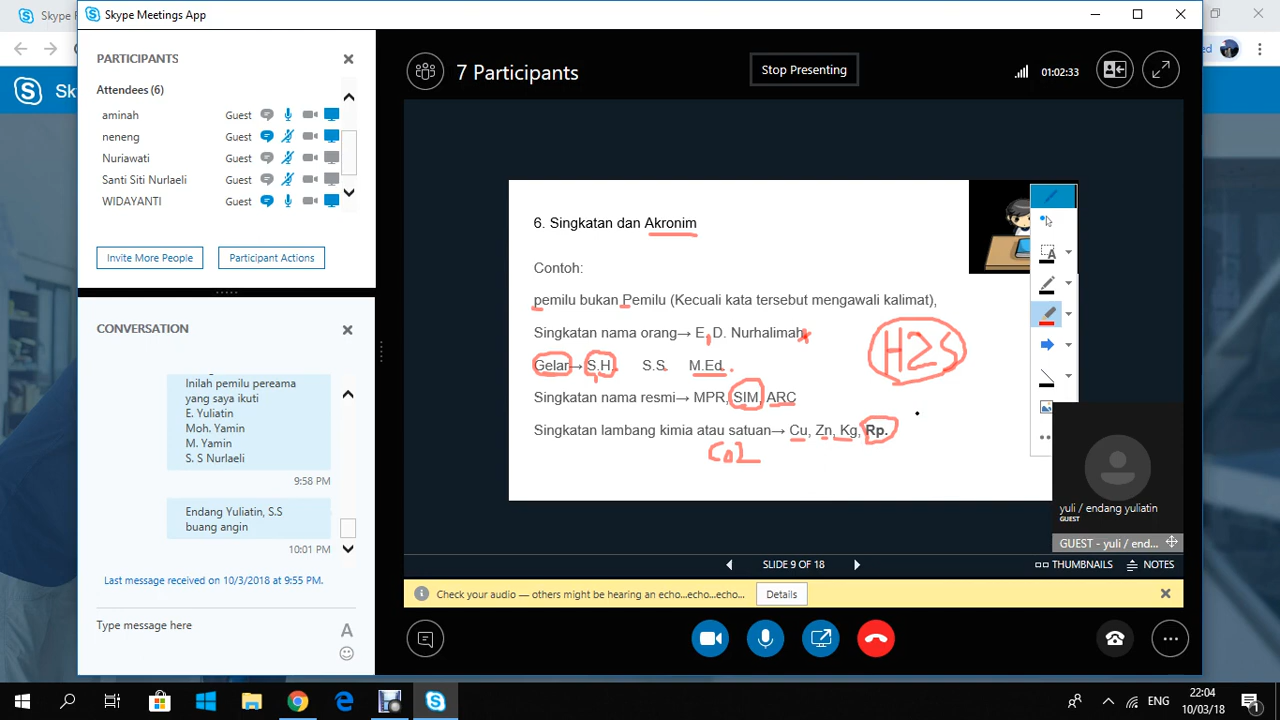 Skype
Skype Meetings App
Sky
ed
PARTICIPANTS
Attendees (6)
aminah Guest
neneng Guest
Nuriawati Guest
Santi Siti Nurlaeli Guest
WIDAYANTI Guest
Invite More People
Participant Actions
CONVERSATION
Inilah pemilu pereama
yang saya ikuti
E. Yuliatin
Moh. Yamin
M. Yamin
S. S Nurlaeli
9:58 PM
Endang Yuliatin, S.S
buang angin
10:01 PM
Last message received on 10/3/2018 at 9:55 PM.
Type message here
7 Participants
Stop Presenting
01:02:33
6. Singkatan dan Akronim
Contoh:
pemilu bukan Pemilu (Kecuali kata tersebut mengawali kalimat),
Singkatan nama orang→ E. D. Nurhalimah
Gelar→ S.H. S.S. M.Ed.
H2S
Singkatan nama resmi→ MPR, SIM, ARC
Singkatan lambang kimia atau satuan→ Cu, Zn, Kg, Rp.
Co2
yuli / endang yuliatin
GUEST
GUEST - yuli / end...
SLIDE 9 OF 18
THUMBNAILS
NOTES
Check your audio — others might be hearing an echo...echo...echo...
Details
ENG
22:04
10/03/18
1